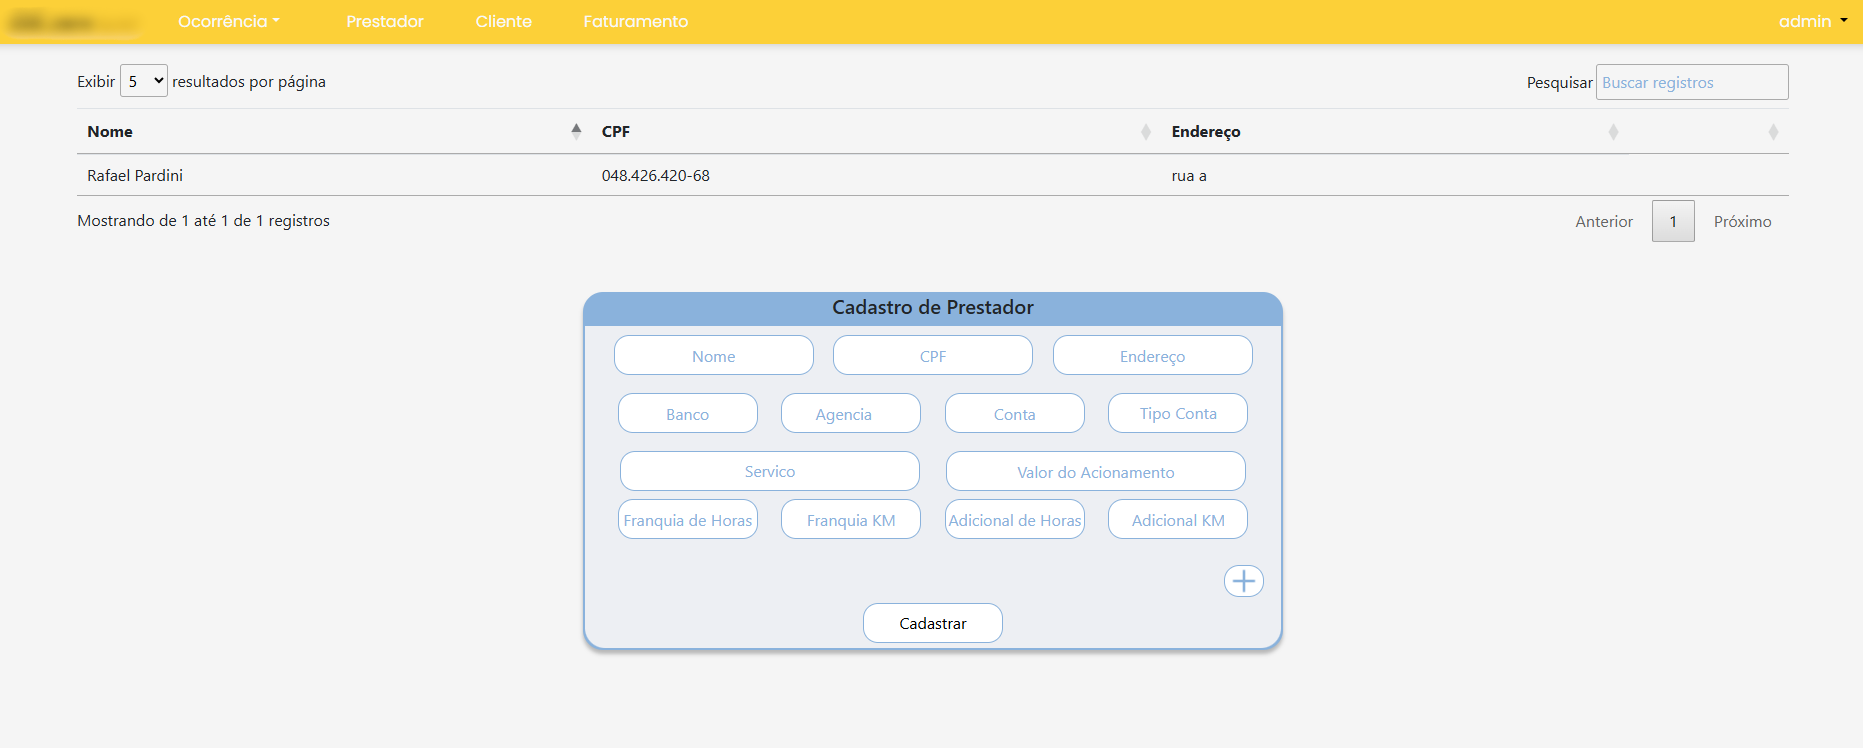 Ocorrência Prestador Cliente Faturamento admin
Exibir 5 resultados por página Pesquisar Buscar registros
Nome CPF Endereço
Rafael Pardini 048.426.420-68 rua a
Mostrando de 1 até 1 de 1 registros Anterior 1 Próximo
Cadastro de Prestador
Nome CPF Endereço
Banco Agencia Conta Tipo Conta
Servico Valor do Acionamento
Franquia de Horas Franquia KM Adicional de Horas Adicional KM
Cadastrar